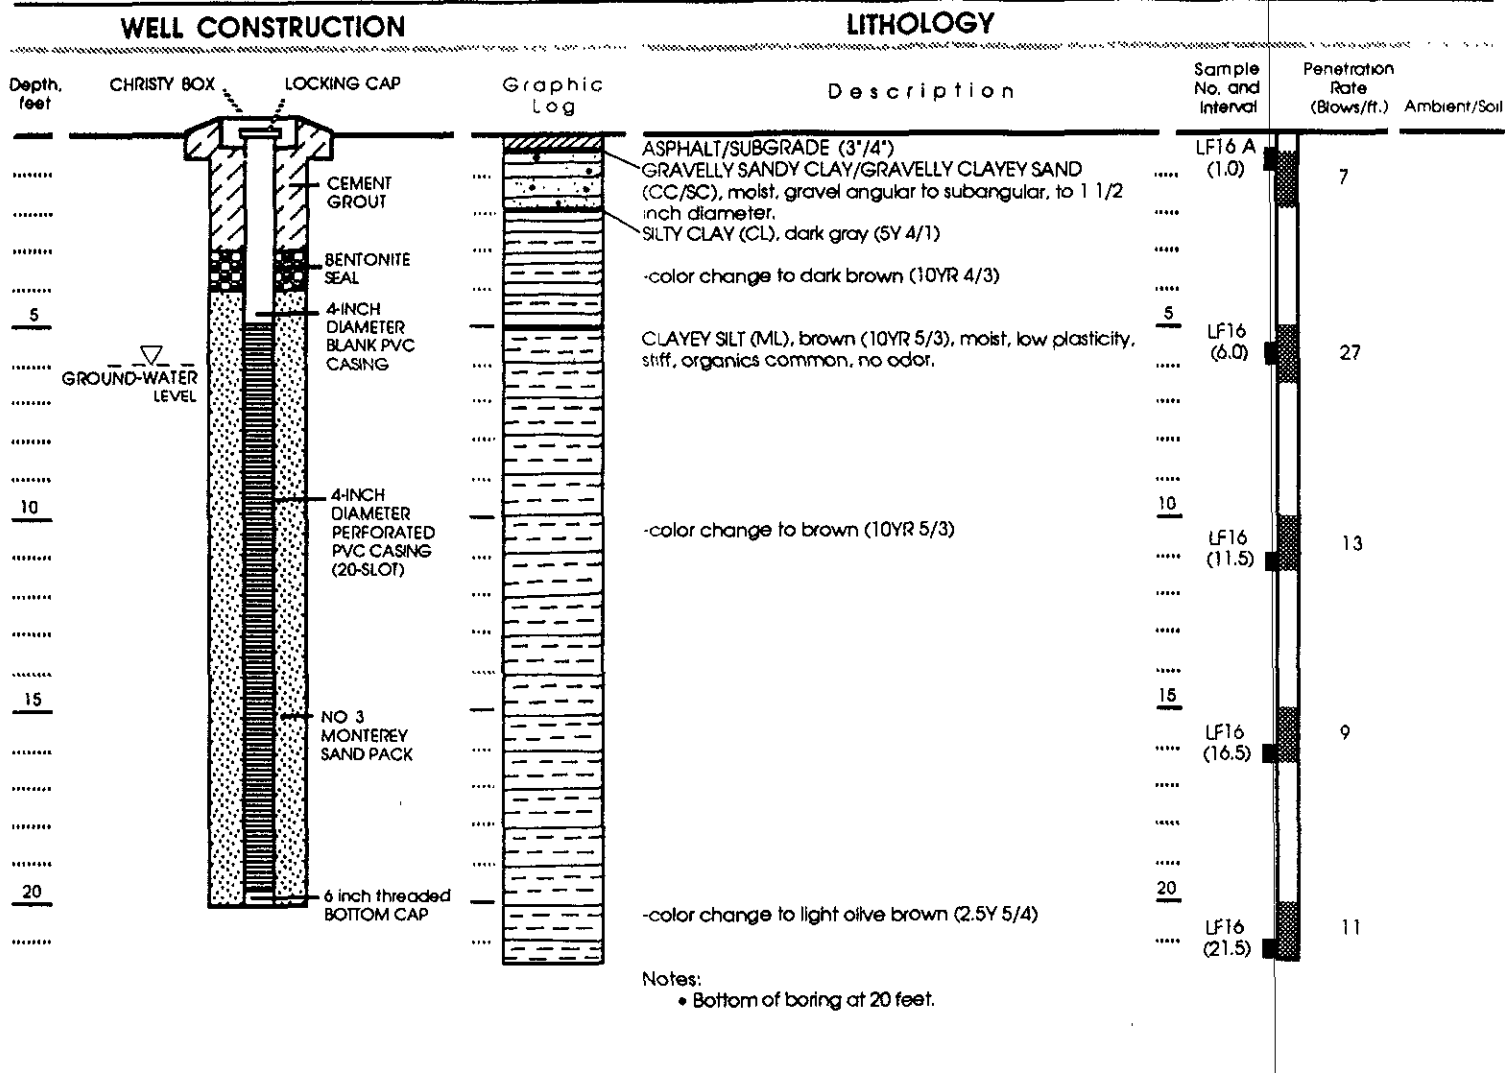 WELL CONSTRUCTION
LITHOLOGY
Depth,
feet
CHRISTY BOX
LOCKING CAP
Graphic
Log
Description
Sample
No. and
Interval
Penetration
Rate
(Blows/ft.)
Ambient/Soil
CEMENT
GROUT
BENTONITE
SEAL
4-INCH
DIAMETER
BLANK PVC
CASING
GROUND-WATER
LEVEL
4-INCH
DIAMETER
PERFORATED
PVC CASING
(20-SLOT)
NO 3
MONTEREY
SAND PACK
6 inch threaded
BOTTOM CAP
5
10
15
20
ASPHALT/SUBGRADE (3"/4")
GRAVELLY SANDY CLAY/GRAVELLY CLAYEY SAND
(CC/SC), moist, gravel angular to subangular, to 1 1/2
inch diameter.
SILTY CLAY (CL), dark gray (5Y 4/1)
-color change to dark brown (10YR 4/3)
CLAYEY SILT (ML), brown (10YR 5/3), moist, low plasticity,
stiff, organics common, no odor.
-color change to brown (10YR 5/3)
-color change to light olive brown (2.5Y 5/4)
Notes:
• Bottom of boring at 20 feet.
5
10
15
20
LF16 A
(1.0)
7
LF16
(6.0)
27
LF16
(11.5)
13
LF16
(16.5)
9
LF16
(21.5)
11